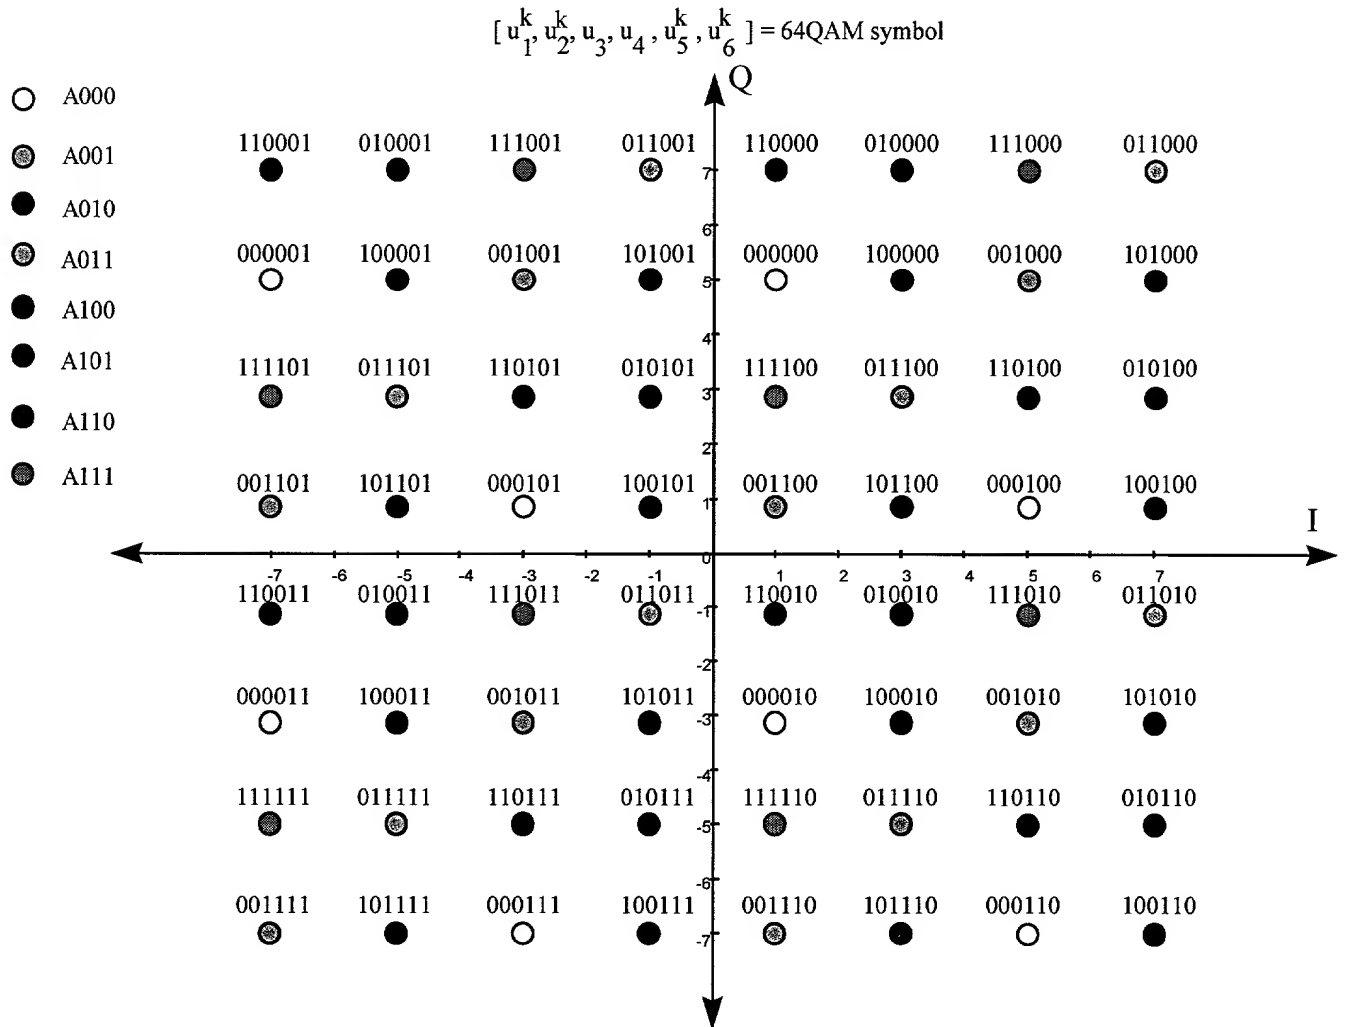 [ u₁ᵏ, u₂ᵏ, u₃, u₄ , u₅ᵏ , u₆ᵏ ] = 64QAM symbol
Q
A000
A001
A010
A011
A100
A101
A110
A111
110001 010001 111001 011001 110000 010000 111000 011000
7
6
000001 100001 001001 101001 000000 100000 001000 101000
5
4
111101 011101 110101 010101 111100 011100 110100 010100
3
2
001101 101101 000101 100101 001100 101100 000100 100100
1
I
0
-7 -6 -5 -4 -3 -2 -1 1 2 3 4 5 6 7
110011 010011 111011 011011 110010 010010 111010 011010
-1
-2
000011 100011 001011 101011 000010 100010 001010 101010
-3
-4
111111 011111 110111 010111 111110 011110 110110 010110
-5
-6
001111 101111 000111 100111 001110 101110 000110 100110
-7